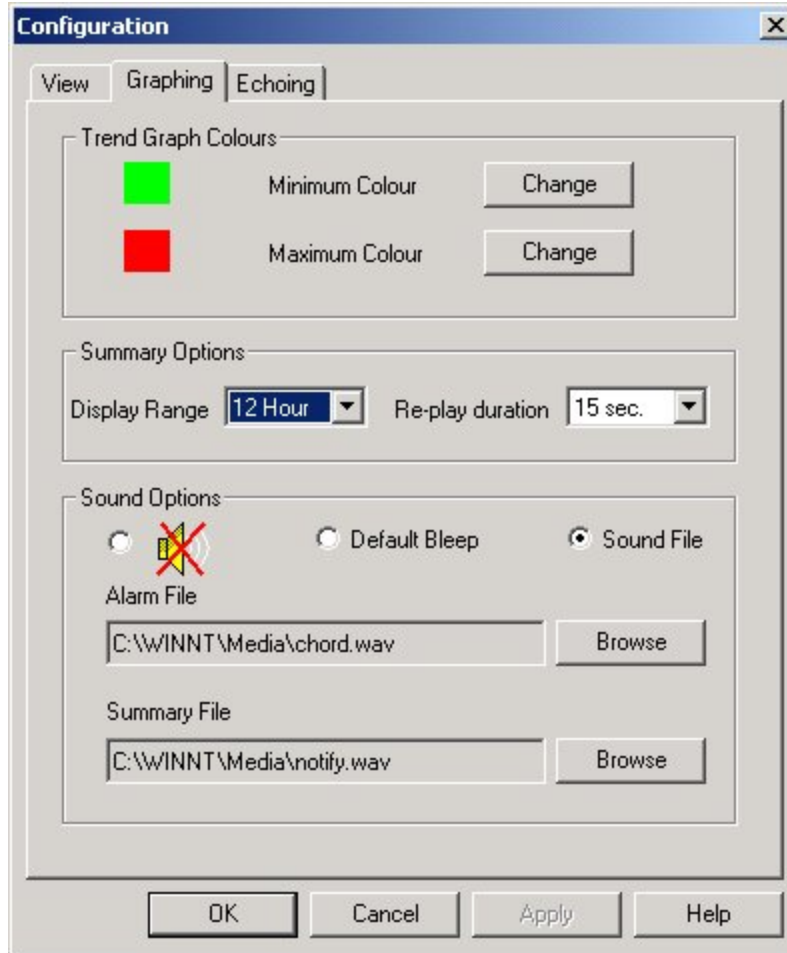 Configuration
View Graphing Echoing
Trend Graph Colours
Minimum Colour Change
Maximum Colour Change
Summary Options
Display Range 12 Hour Re-play duration 15 sec.
Sound Options
Default Bleep Sound File
Alarm File
C:\WINNT\Media\chord.wav Browse
Summary File
C:\WINNT\Media\notify.wav Browse
OK Cancel Apply Help